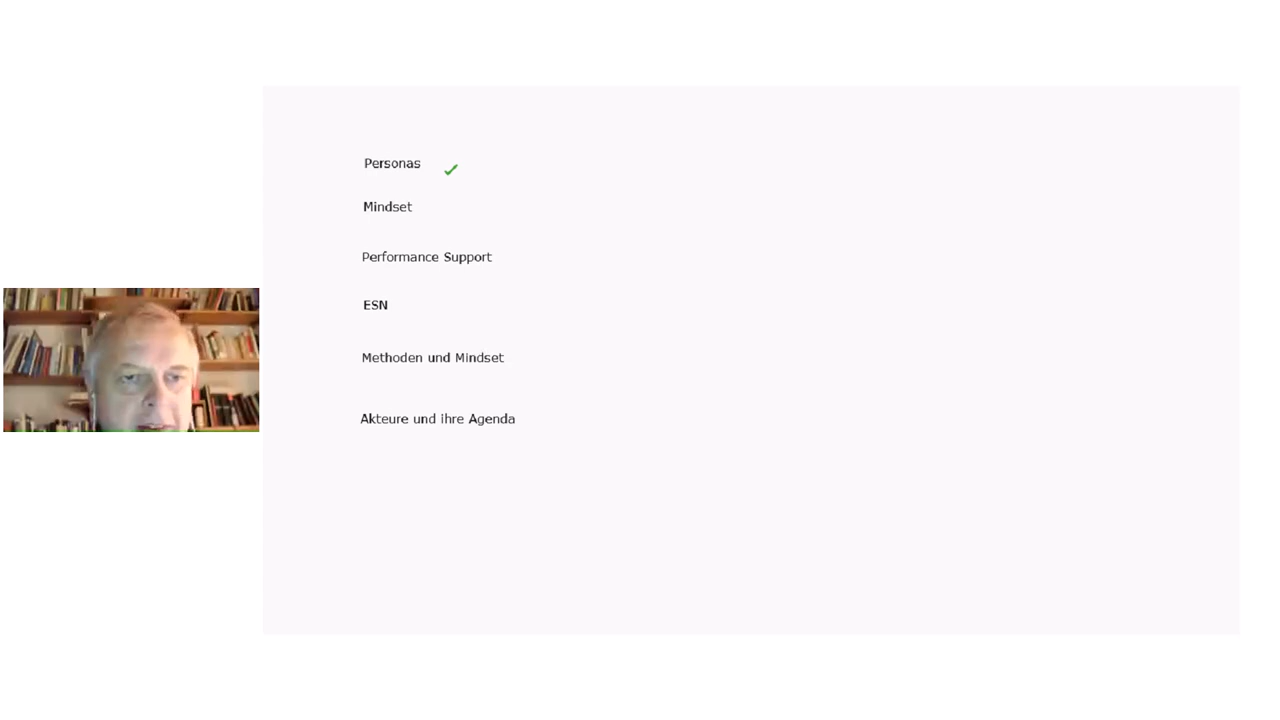 Personas
Mindset
Performance Support
ESN
Methoden und Mindset
Akteure und ihre Agenda